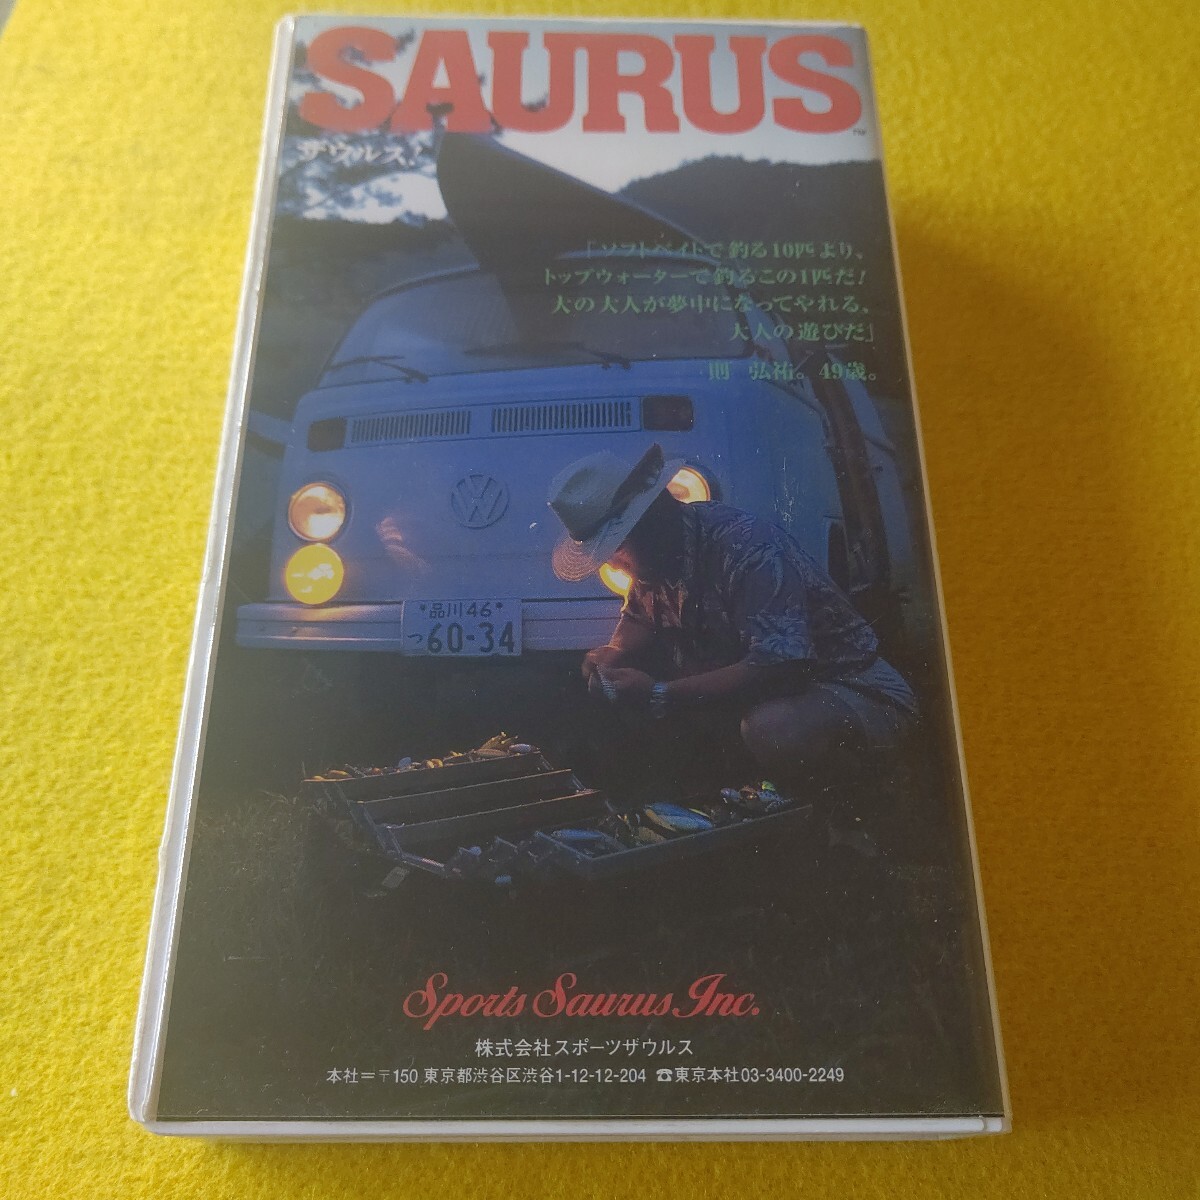 SAURUS
TM
ザウルス!
「ソフトベイトで釣る10匹より、
トップウォーターで釣るこの1匹だ!
大の大人が夢中になってやれる、
大人の遊びだ」
則 弘祐。49歳。
VW
品川46
つ 60-34
Sports Saurus Inc.
株式会社スポーツザウルス
本社=〒150 東京都渋谷区渋谷1-12-12-204 ☎東京本社03-3400-2249